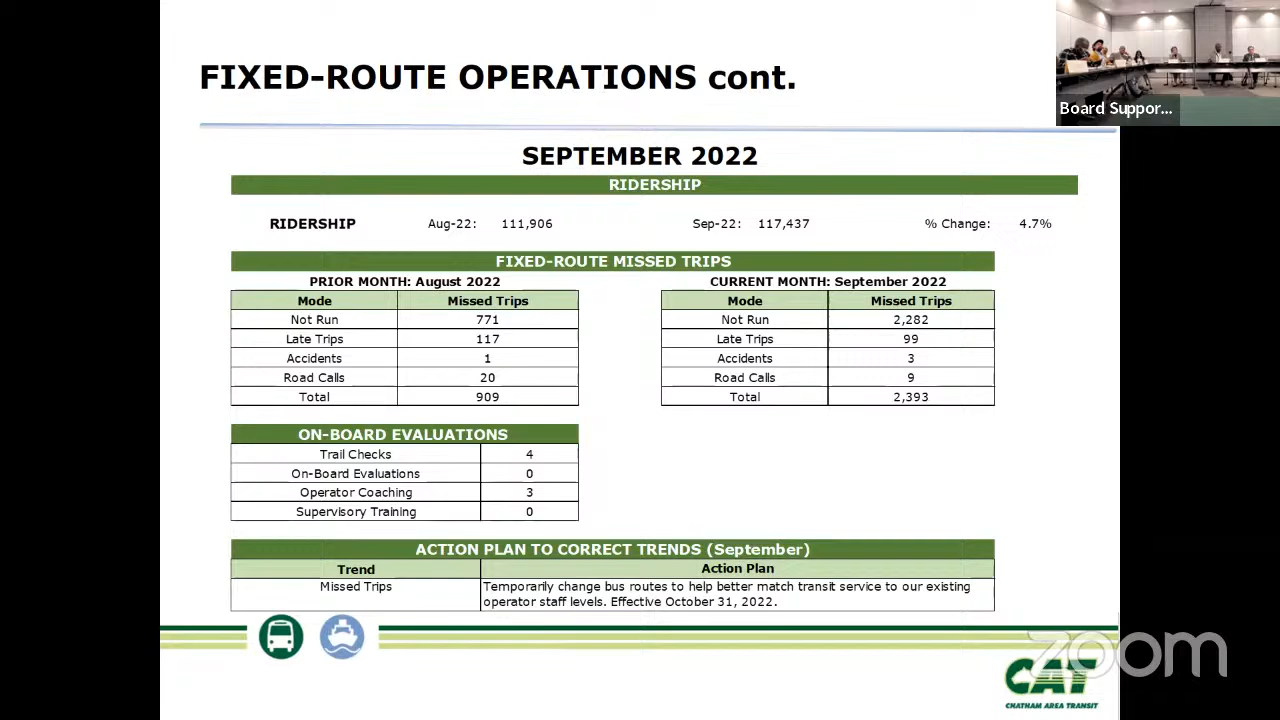 FIXED-ROUTE OPERATIONS cont.
Board Suppor...
SEPTEMBER 2022
RIDERSHIP
RIDERSHIP Aug-22: 111,906 Sep-22: 117,437 % Change: 4.7%
FIXED-ROUTE MISSED TRIPS
PRIOR MONTH: August 2022 CURRENT MONTH: September 2022
Mode Missed Trips Mode Missed Trips
Not Run 771 Not Run 2,282
Late Trips 117 Late Trips 99
Accidents 1 Accidents 3
Road Calls 20 Road Calls 9
Total 909 Total 2,393
ON-BOARD EVALUATIONS
Trail Checks 4
On-Board Evaluations 0
Operator Coaching 3
Supervisory Training 0
ACTION PLAN TO CORRECT TRENDS (September)
Trend Action Plan
Missed Trips Temporarily change bus routes to help better match transit service to our existing
operator staff levels. Effective October 31, 2022.
zoom
CAT
CHATHAM AREA TRANSIT